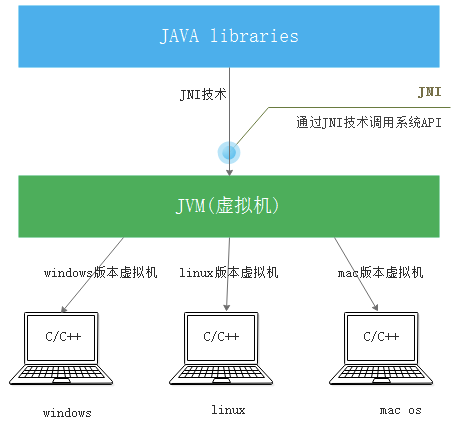 JAVA libraries
JNI技术
JNI
通过JNI技术调用系统API
JVM(虚拟机)
windows版本虚拟机
linux版本虚拟机
mac版本虚拟机
C/C++
C/C++
C/C++
windows
linux
mac os